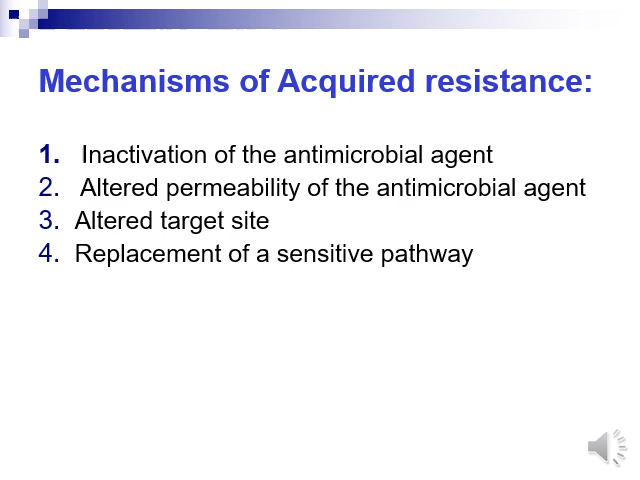 Mechanisms of Acquired resistance:
1. Inactivation of the antimicrobial agent
2. Altered permeability of the antimicrobial agent
3. Altered target site
4. Replacement of a sensitive pathway